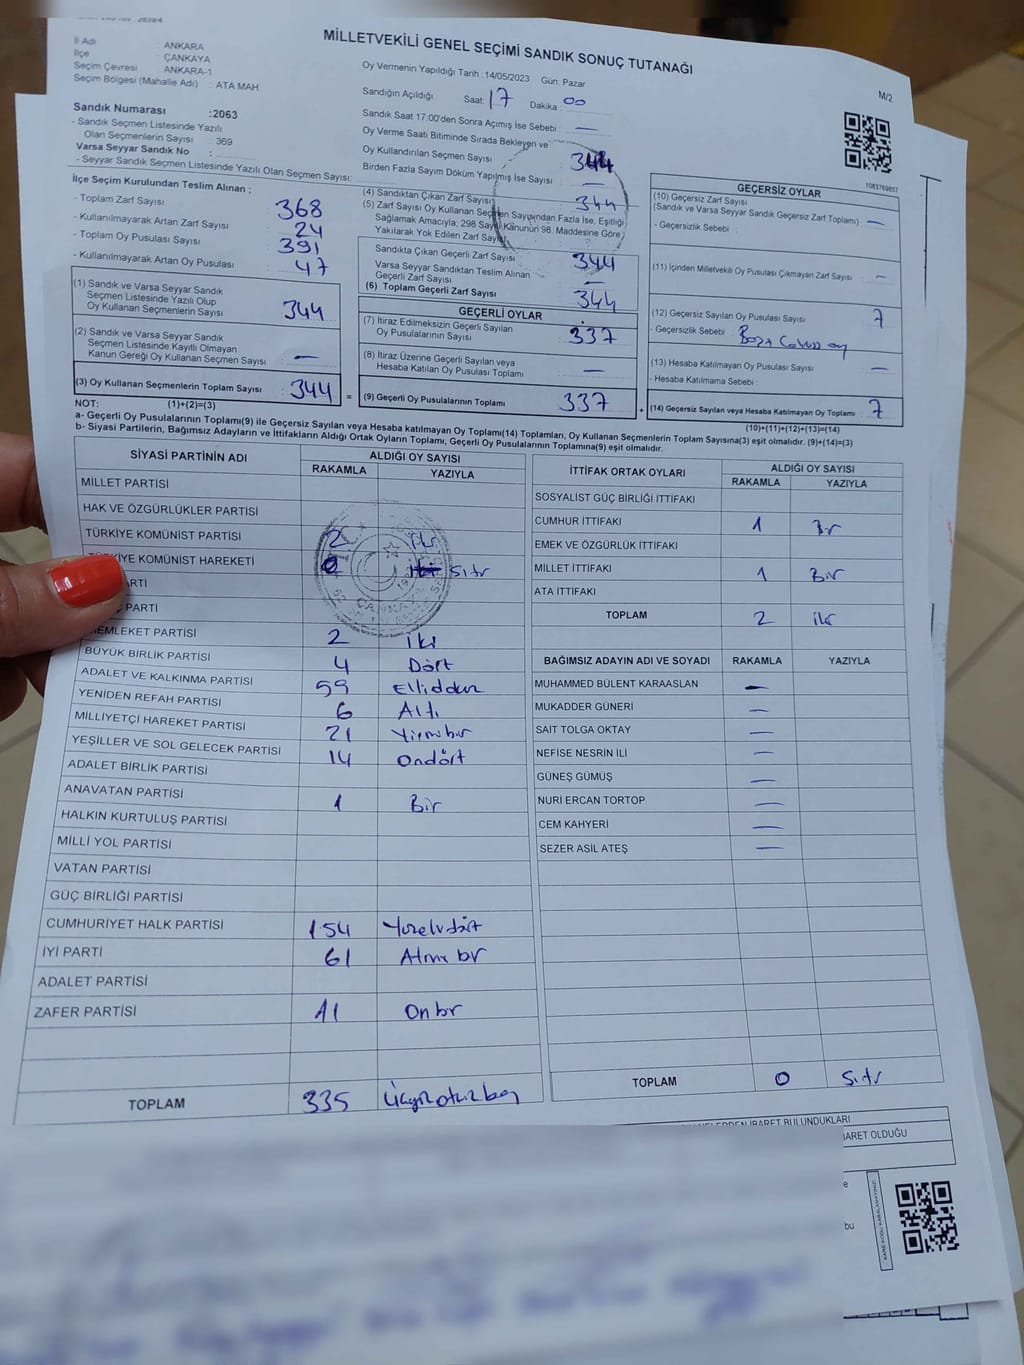 MİLLETVEKİLİ GENEL SEÇİMİ SANDIK SONUÇ TUTANAĞI
M/2
İl Adı : ANKARA
İlçe : ÇANKAYA
Seçim Çevresi : ANKARA-1
Seçim Bölgesi (Mahalle Adı) : ATA MAH.
Oy Vermenin Yapıldığı Tarih :14/05/2023 Gün: Pazar
Sandığın Açıldığı Saat: 17 Dakika : 00
Sandık Saat 17:00'den Sonra Açımış İse Sebebi : —
Oy Verme Saati Bitiminde Sırada Bekleyen ve
Oy Kullandırılan Seçmen Sayısı 344
Birden Fazla Sayım Döküm Yapılmış İse Sayısı —
Sandık Numarası :2063
- Sandık Seçmen Listesinde Yazılı
Olan Seçmenlerin Sayısı : 369
Varsa Seyyar Sandık No :
- Seyyar Sandık Seçmen Listesinde Yazılı Olan Seçmen Sayısı:
İlçe Seçim Kurulundan Teslim Alınan ;
- Toplam Zarf Sayısı 368
- Kullanılmayarak Artan Zarf Sayısı 24
- Toplam Oy Pusulası Sayısı 391
- Kullanılmayarak Artan Oy Pusulası 47
(1) Sandık ve Varsa Seyyar Sandık
Seçmen Listesinde Yazılı Olup
Oy Kullanan Seçmenlerin Sayısı : 344
(2) Sandık ve Varsa Seyyar Sandık
Seçmen Listesinde Kayıtlı Olmayan
Kanun Gereği Oy Kullanan Seçmen Sayısı : —
(3) Oy Kullanan Seçmenlerin Toplam Sayısı : 344
(4) Sandıktan Çıkan Zarf Sayısı 344
(5) Zarf Sayısı Oy Kullanan Seçmen Sayısından Fazla İse, Eşitliği
Sağlamak Amacıyla; 298 Sayılı Kanunun 98. Maddesine Göre
Yakılarak Yok Edilen Zarf Sayısı
Sandıkta Çıkan Geçerli Zarf Sayısı 344
Varsa Seyyar Sandıktan Teslim Alınan
Geçerli Zarf Sayısı —
(6) Toplam Geçerli Zarf Sayısı 344
GEÇERLİ OYLAR
(7) İtiraz Edilmeksizin Geçerli Sayılan
Oy Pusulalarının Sayısı : 337
(8) İtiraz Üzerine Geçerli Sayılan veya
Hesaba Katılan Oy Pusulası Toplamı : —
= (9) Geçerli Oy Pusulalarının Toplamı : 337
1083769857
GEÇERSİZ OYLAR
(10) Geçersiz Zarf Sayısı
(Sandık ve Varsa Seyyar Sandık Geçersiz Zarf Toplamı) : —
- Geçersizlik Sebebi :
(11) İçinden Milletvekili Oy Pusulası Çıkmayan Zarf Sayısı : —
(12) Geçersiz Sayılan Oy Pusulası Sayısı : 7
- Geçersizlik Sebebi :
(13) Hesaba Katılmayan Oy Pusulası Sayısı : —
- Hesaba Katılmama Sebebi :
+ (14) Geçersiz Sayılan veya Hesaba Katılmayan Oy Toplamı : 7
NOT: (1)+(2)=(3)
(10)+(11)+(12)+(13)=(14)
a- Geçerli Oy Pusulalarının Toplamı(9) ile Geçersiz Sayılan veya Hesaba katılmayan Oy Toplamı(14) Toplamları, Oy Kullanan Seçmenlerin Toplam Sayısına(3) eşit olmalıdır. (9)+(14)=(3)
b- Siyasi Partilerin, Bağımsız Adayların ve İttifakların Aldığı Ortak Oyların Toplamı, Geçerli Oy Pusulalarının Toplamına(9) eşit olmalıdır.
SİYASİ PARTİNİN ADI ALDIĞI OY SAYISI
RAKAMLA YAZIYLA
MİLLET PARTİSİ
HAK VE ÖZGÜRLÜKLER PARTİSİ
TÜRKİYE KOMÜNİST PARTİSİ 2 iki
KİYE KOMÜNİST HAREKETİ 0 Sıfır
ARTİ
PARTİ
MEMLEKET PARTİSİ 2 iki
BÜYÜK BİRLİK PARTİSİ 4 Dört
ADALET VE KALKINMA PARTİSİ 59 Ellidokuz
YENİDEN REFAH PARTİSİ 6 Altı
MİLLİYETÇİ HAREKET PARTİSİ 21 Yirmibir
YEŞİLLER VE SOL GELECEK PARTİSİ 14 Ondört
ADALET BİRLİK PARTİSİ
ANAVATAN PARTİSİ 1 Bir
HALKIN KURTULUŞ PARTİSİ
MİLLİ YOL PARTİSİ
VATAN PARTİSİ
GÜÇ BİRLİĞİ PARTİSİ
CUMHURİYET HALK PARTİSİ 154 Yüzellidört
İYİ PARTİ 61 Atmış bir
ADALET PARTİSİ
ZAFER PARTİSİ 11 Onbir
TOPLAM 335 Üçyüzotuzbeş
İTTİFAK ORTAK OYLARI ALDIĞI OY SAYISI
RAKAMLA YAZIYLA
SOSYALİST GÜÇ BİRLİĞİ İTTİFAKI
CUMHUR İTTİFAKI 1 Bir
EMEK VE ÖZGÜRLÜK İTTİFAKI
MİLLET İTTİFAKI 1 Bir
ATA İTTİFAKI
TOPLAM 2 iki
BAĞIMSIZ ADAYIN ADI VE SOYADI RAKAMLA YAZIYLA
MUHAMMED BÜLENT KARAASLAN —
MUKADDER GÜNERİ —
SAİT TOLGA OKTAY —
NEFİSE NESRİN İLİ —
GÜNEŞ GÜMÜŞ —
NURİ ERCAN TORTOP —
CEM KAHYERİ —
SEZER ASİL ATEŞ —
TOPLAM 0 Sıfır
İBARET BULUNDUKLARI
İBARET OLDUĞU